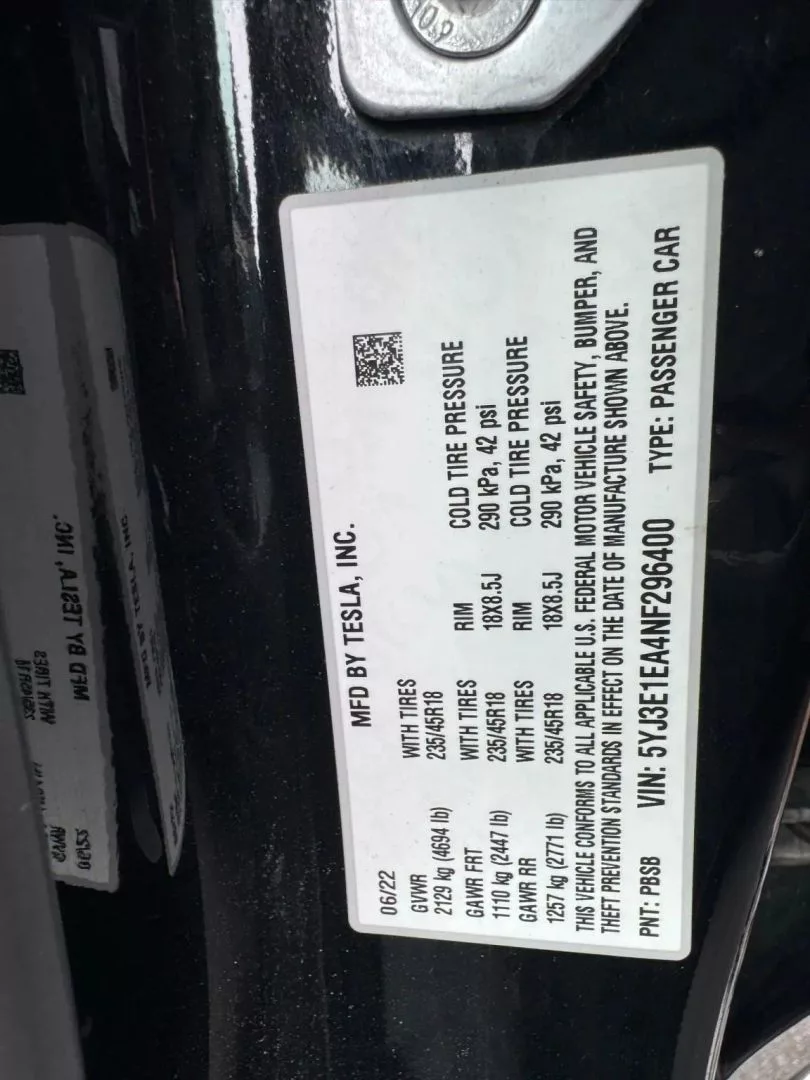 MFD BY TESLA, INC.
06/22
GVWR WITH TIRES
2129 kg (4694 lb) 235/45R18
GAWR FRT WITH TIRES RIM COLD TIRE PRESSURE
1110 kg (2447 lb) 235/45R18 18X8.5J 290 kPa, 42 psi
GAWR RR WITH TIRES RIM COLD TIRE PRESSURE
1257 kg (2771 lb) 235/45R18 18X8.5J 290 kPa, 42 psi
THIS VEHICLE CONFORMS TO ALL APPLICABLE U.S. FEDERAL MOTOR VEHICLE SAFETY, BUMPER, AND
THEFT PREVENTION STANDARDS IN EFFECT ON THE DATE OF MANUFACTURE SHOWN ABOVE.
PNT: PBSB VIN: 5YJ3E1EA4NF296400 TYPE: PASSENGER CAR
10.9
MFD BY TESLA, INC.
WITH TIRES